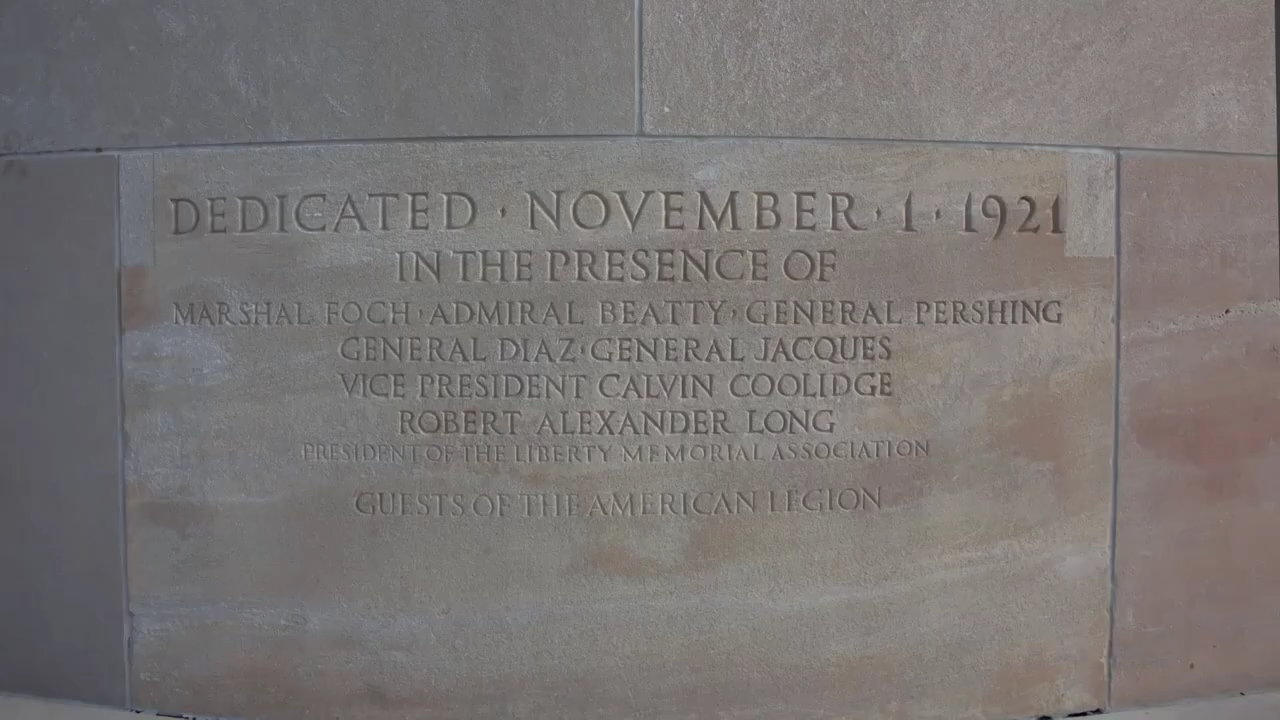 DEDICATED · NOVEMBER · 1 · 1921
IN THE PRESENCE OF
MARSHAL FOCH · ADMIRAL BEATTY · GENERAL PERSHING
GENERAL DIAZ · GENERAL JACQUES
VICE PRESIDENT CALVIN COOLIDGE
ROBERT ALEXANDER LONG
PRESIDENT OF THE LIBERTY MEMORIAL ASSOCIATION
GUESTS OF THE AMERICAN LEGION